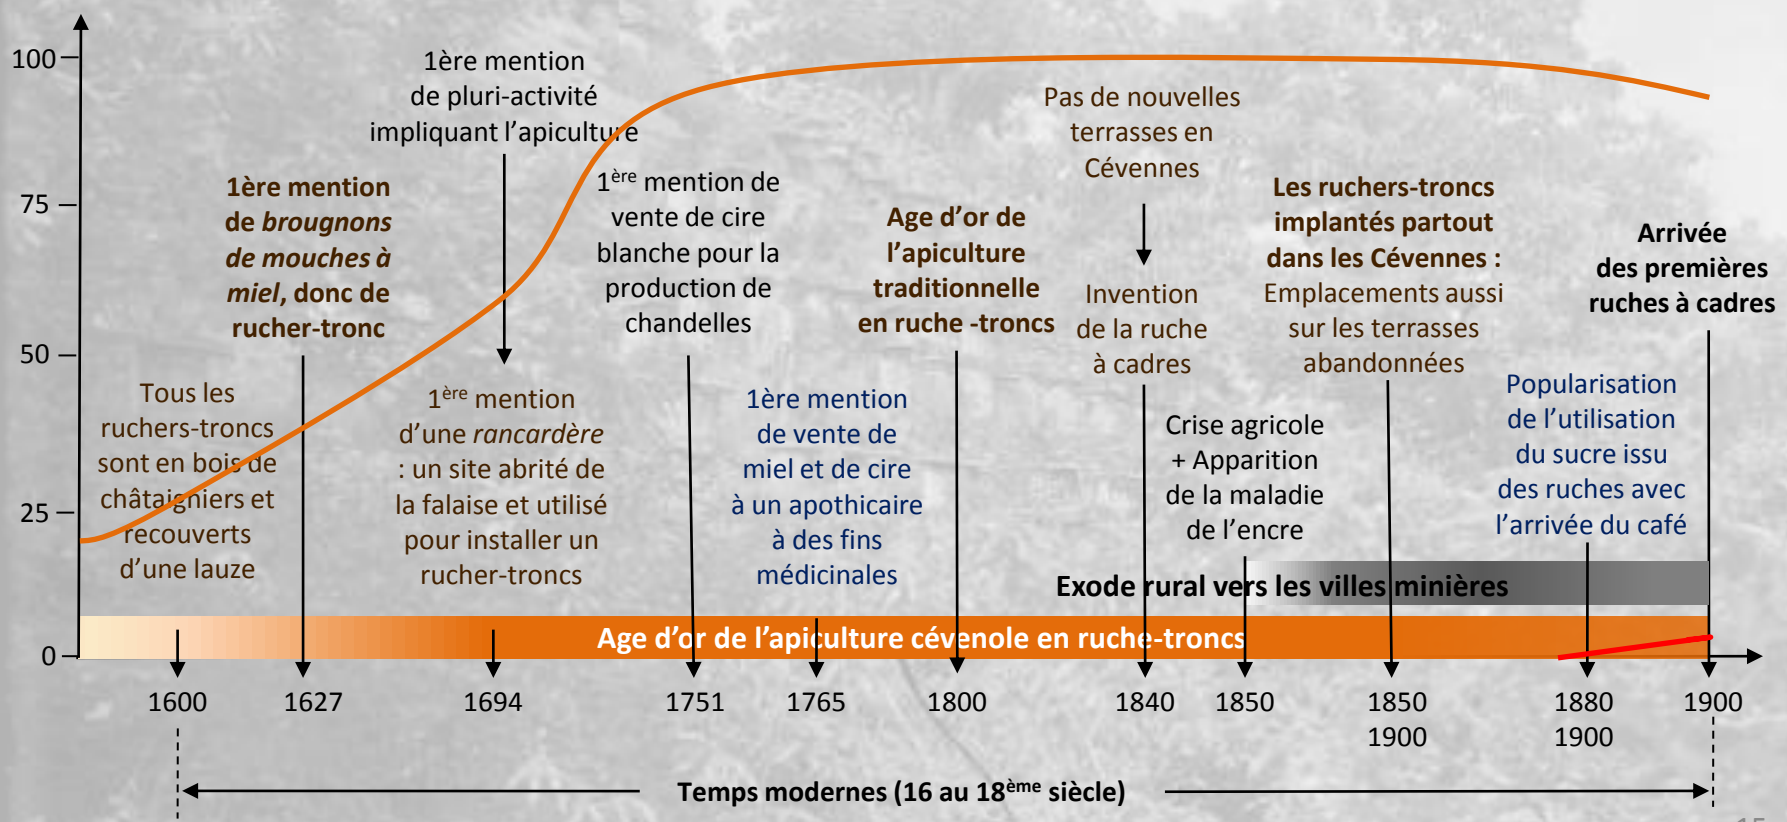 100
75
50
25
0
1ère mention
de pluri-activité
impliquant l’apiculture
1ère mention
de brougnons
de mouches à
miel, donc de
rucher-tronc
Tous les
ruchers-troncs
sont en bois de
châtaigniers et
recouverts
d’une lauze
1ère mention
d’une rancardère
: un site abrité de
la falaise et utilisé
pour installer un
rucher-troncs
1ère mention de
vente de cire
blanche pour la
production de
chandelles
1ère mention
de vente de
miel et de cire
à un apothicaire
à des fins
médicinales
Age d’or de
l’apiculture
traditionnelle
en ruche -troncs
Pas de nouvelles
terrasses en
Cévennes
Invention
de la ruche
à cadres
Crise agricole
+ Apparition
de la maladie
de l’encre
Les ruchers-troncs
implantés partout
dans les Cévennes :
Emplacements aussi
sur les terrasses
abandonnées
Popularisation
de l’utilisation
du sucre issu
des ruches avec
l’arrivée du café
Arrivée
des premières
ruches à cadres
Exode rural vers les villes minières
Age d’or de l’apiculture cévenole en ruche-troncs
1600
1627
1694
1751
1765
1800
1840
1850
1850
1900
1880
1900
1900
Temps modernes (16 au 18ème siècle)